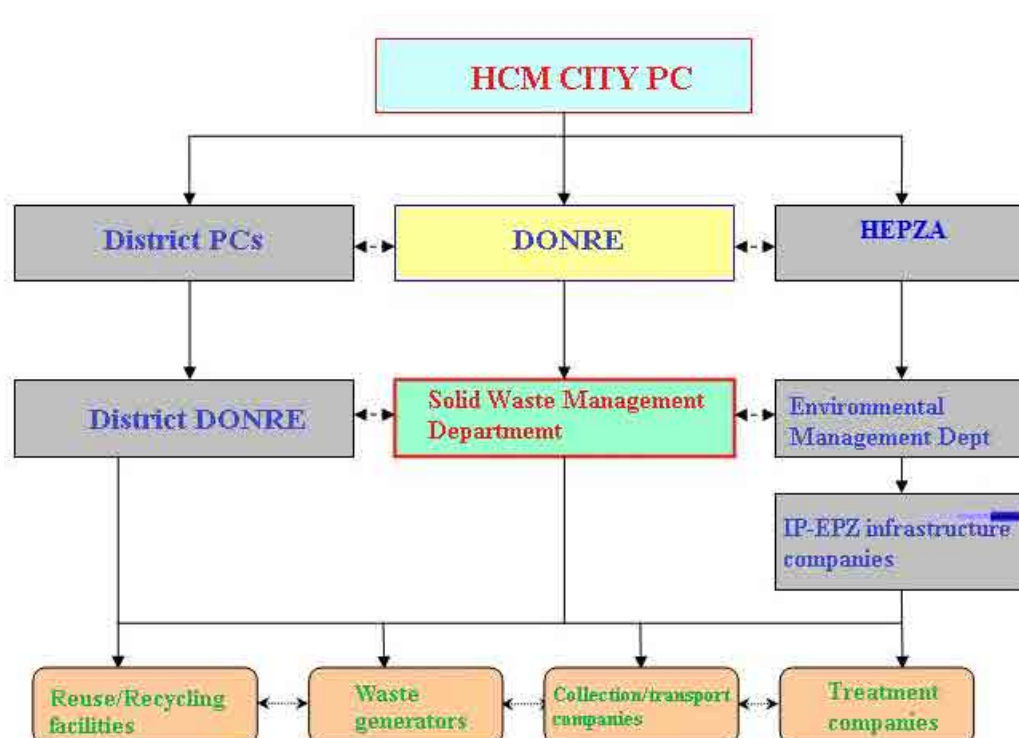 HCM CITY PC
District PCs
DONRE
HEPZA
District DONRE
Solid Waste Management
Departmemt
Environmental
Management Dept
IP-EPZ infrastructure
companies
Reuse/Recycling
facilities
Waste
generators
Collection/transport
companies
Treatment
companies